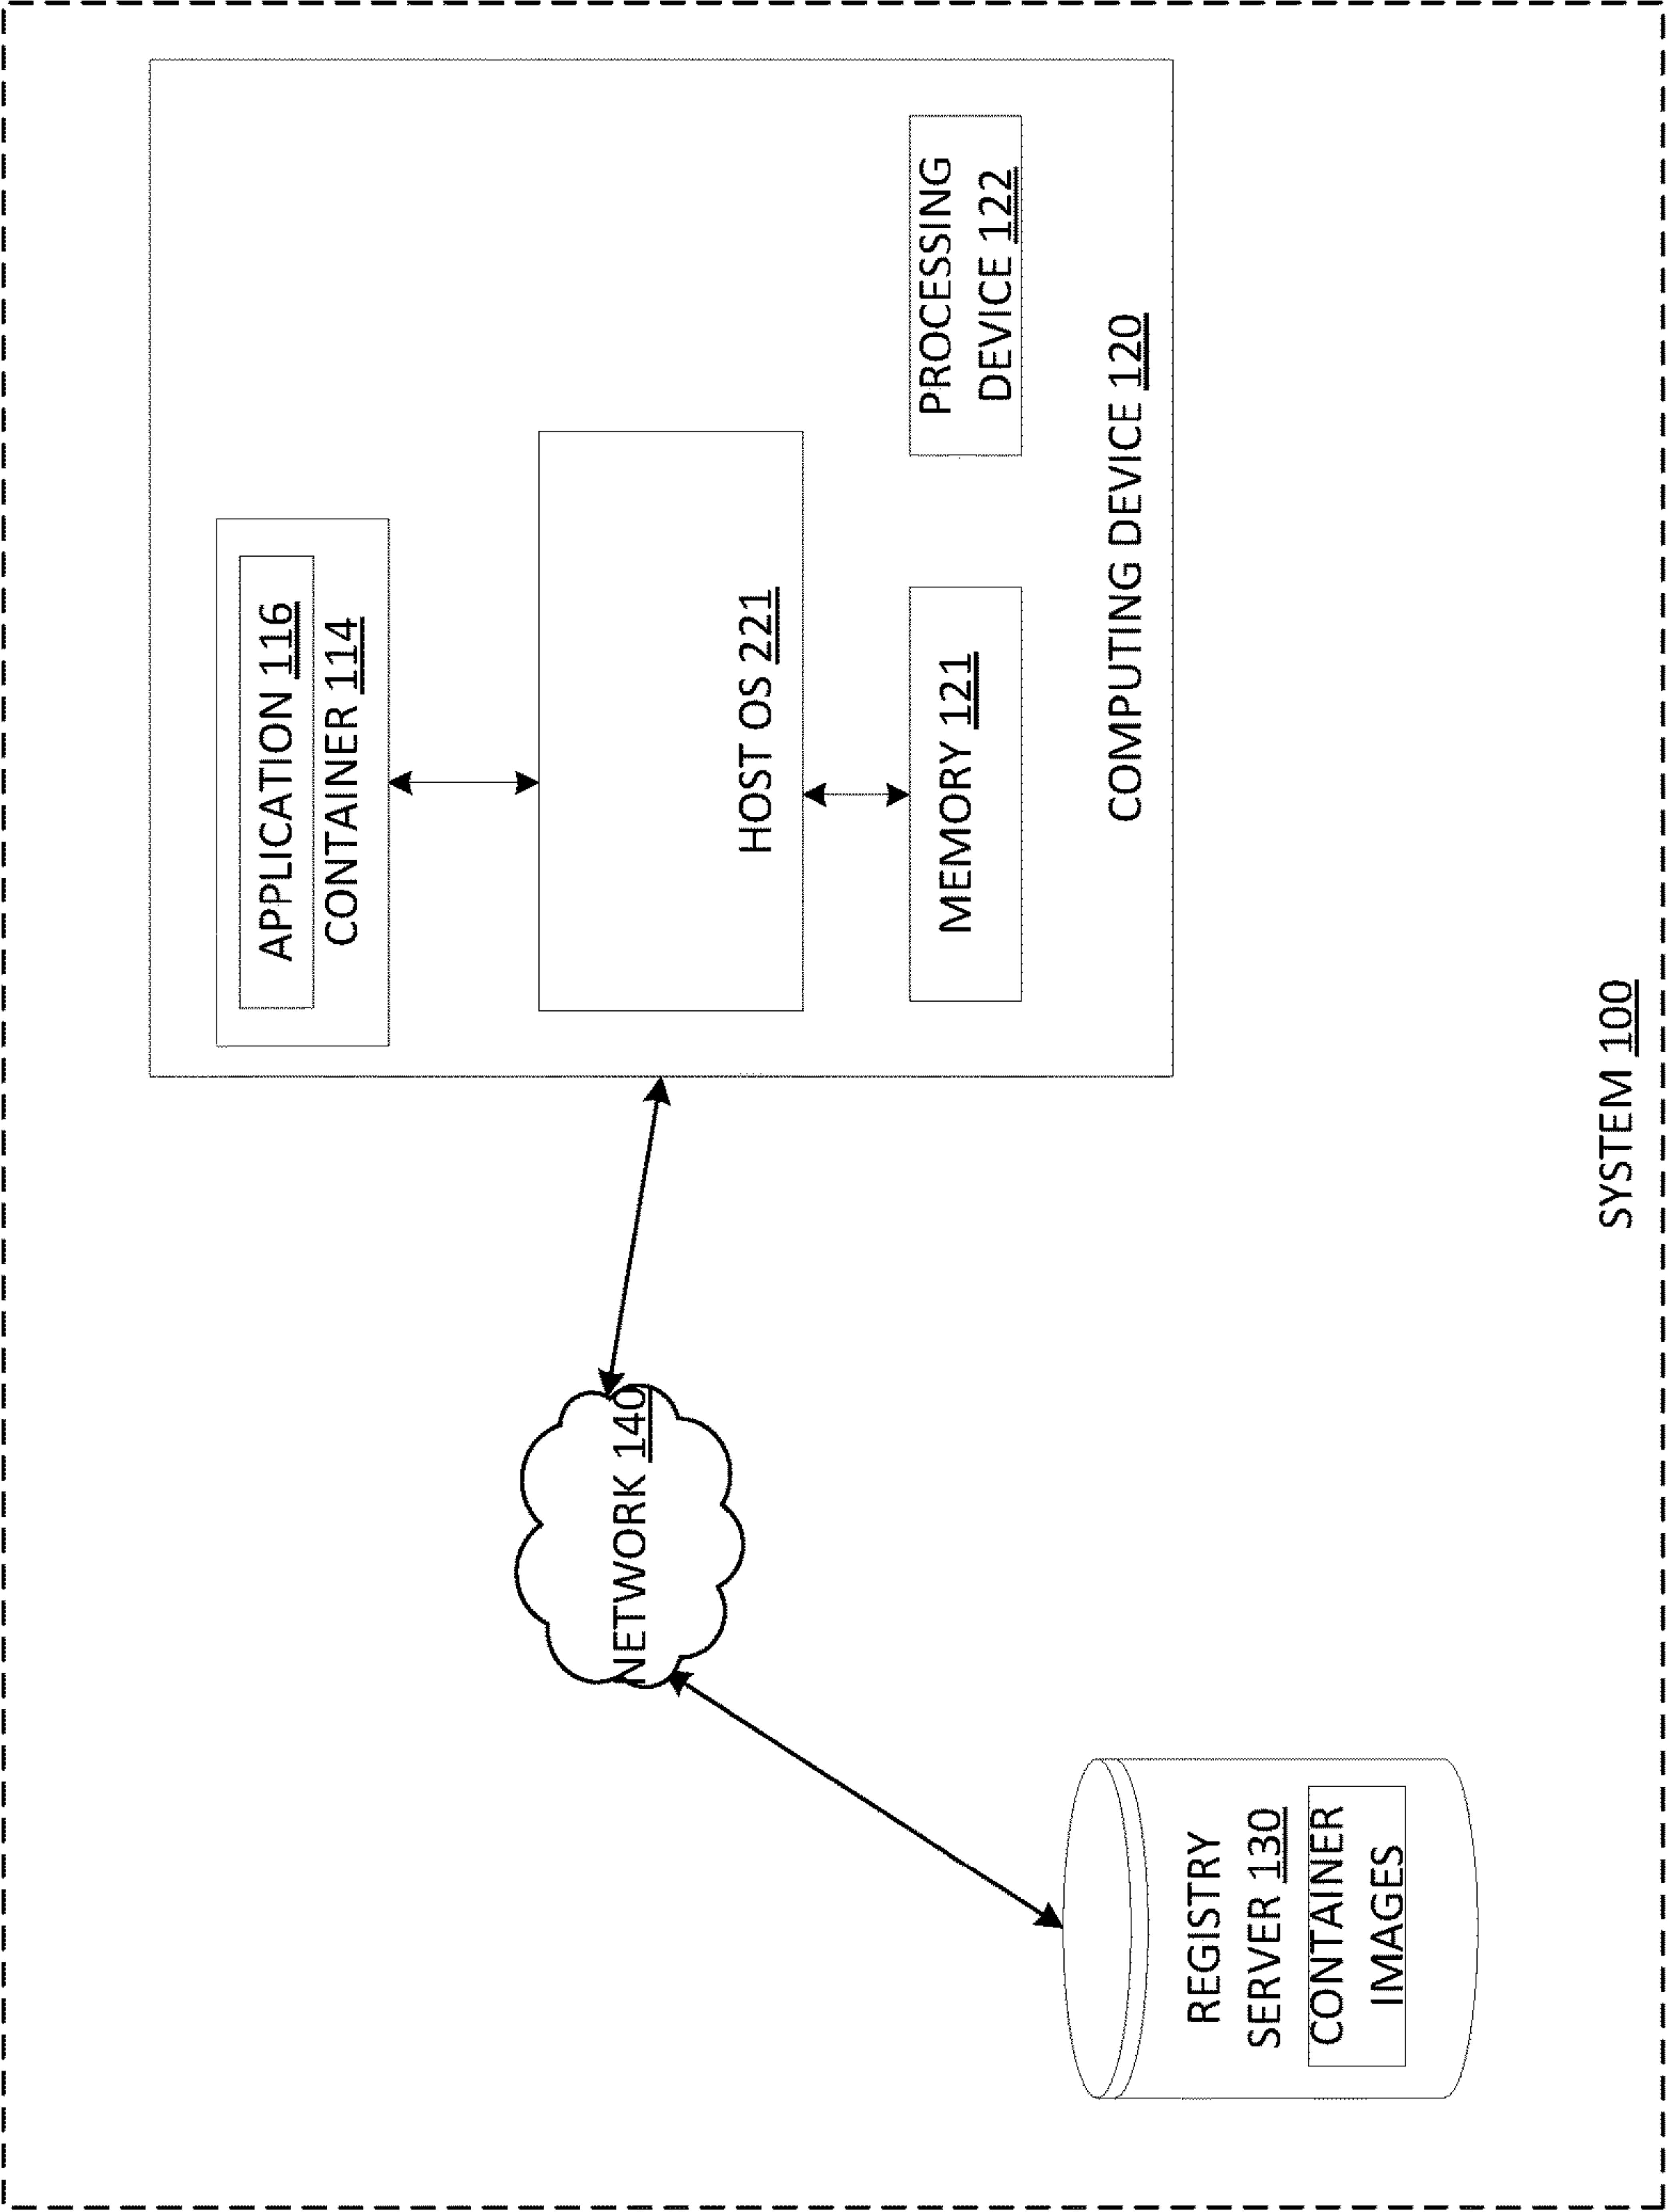 APPLICATION 116
CONTAINER 114
HOST OS 221
MEMORY 121
PROCESSING
DEVICE 122
COMPUTING DEVICE 120
NETWORK 140
REGISTRY
SERVER 130
CONTAINER
IMAGES
SYSTEM 100